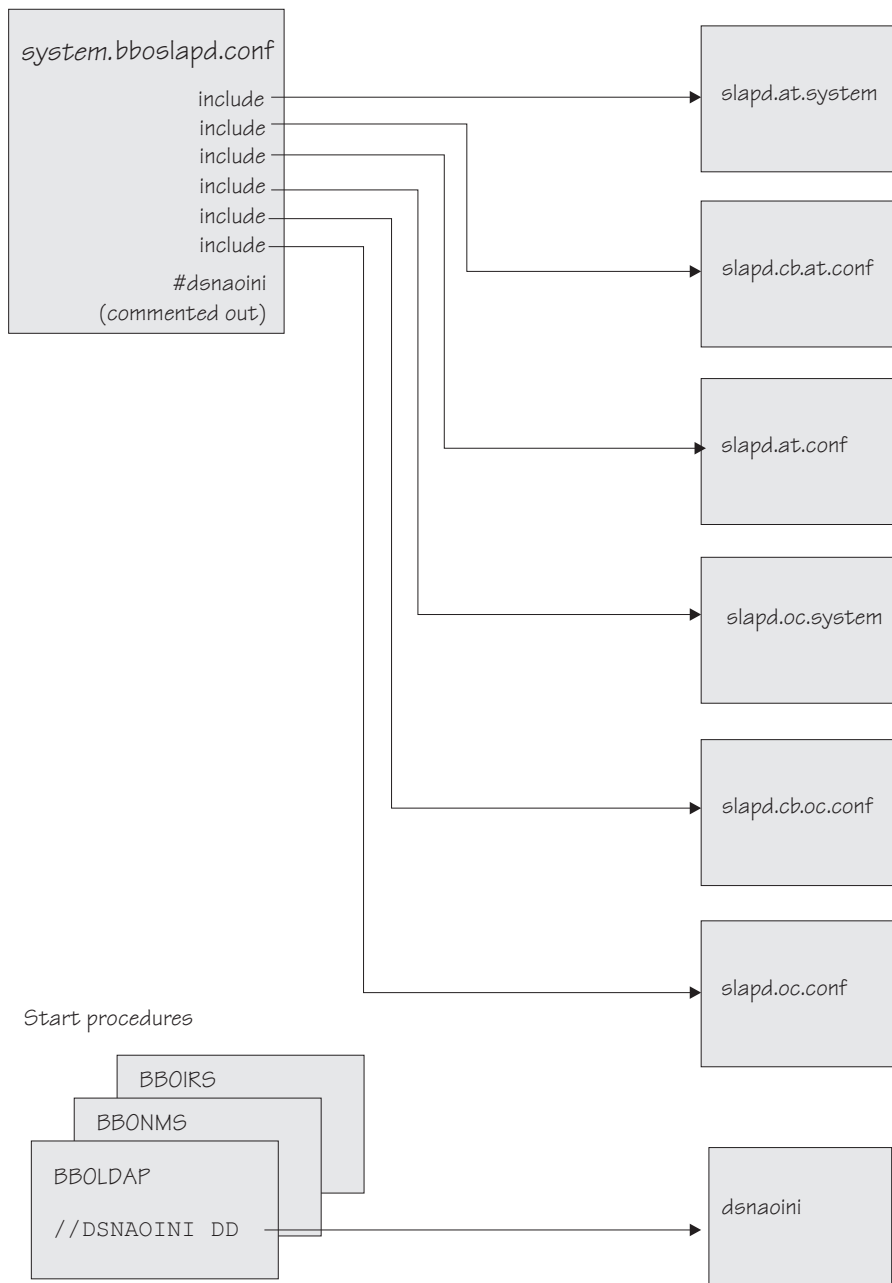 system.bboslapd.conf
include
include
include
include
include
include
#dsnaoini
(commented out)
slapd.at.system
slapd.cb.at.conf
slapd.at.conf
slapd.oc.system
slapd.cb.oc.conf
slapd.oc.conf
Start procedures
BBOIRS
BBONMS
BBOLDAP
//DSNAOINI DD
dsnaoini